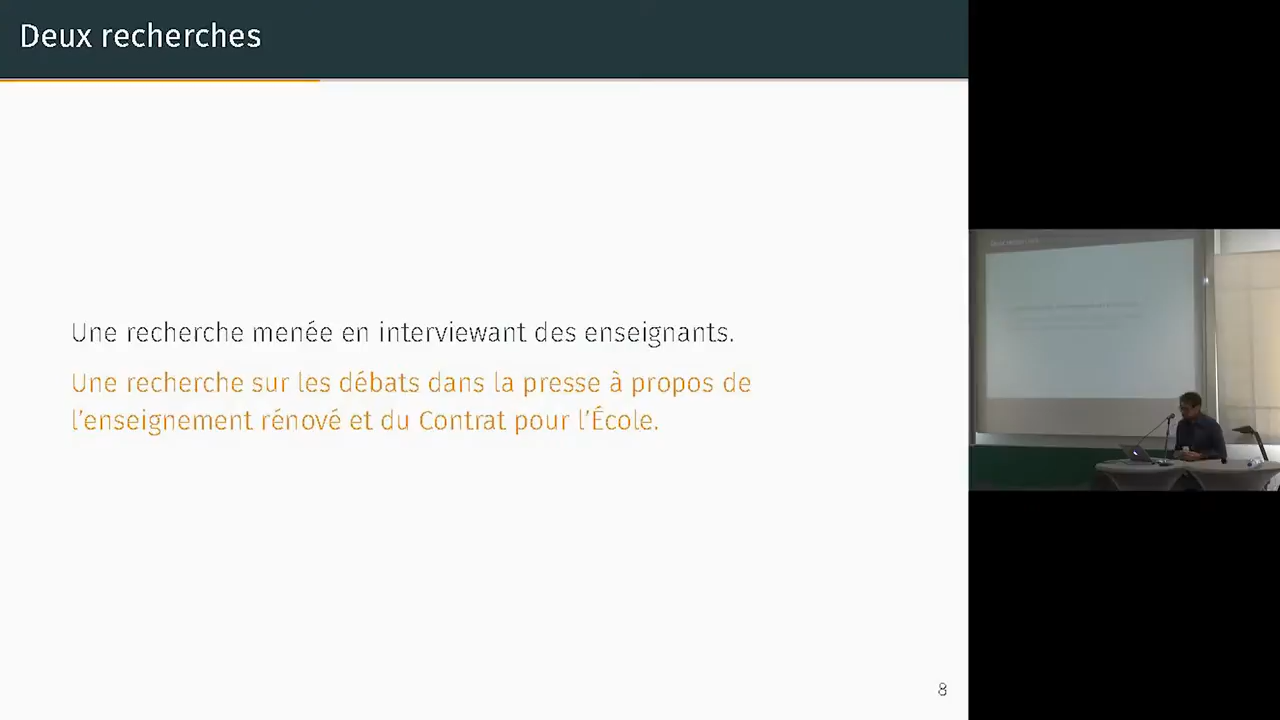 Deux recherches
Une recherche menée en interviewant des enseignants.
Une recherche sur les débats dans la presse à propos de
l'enseignement rénové et du Contrat pour l'École.
8